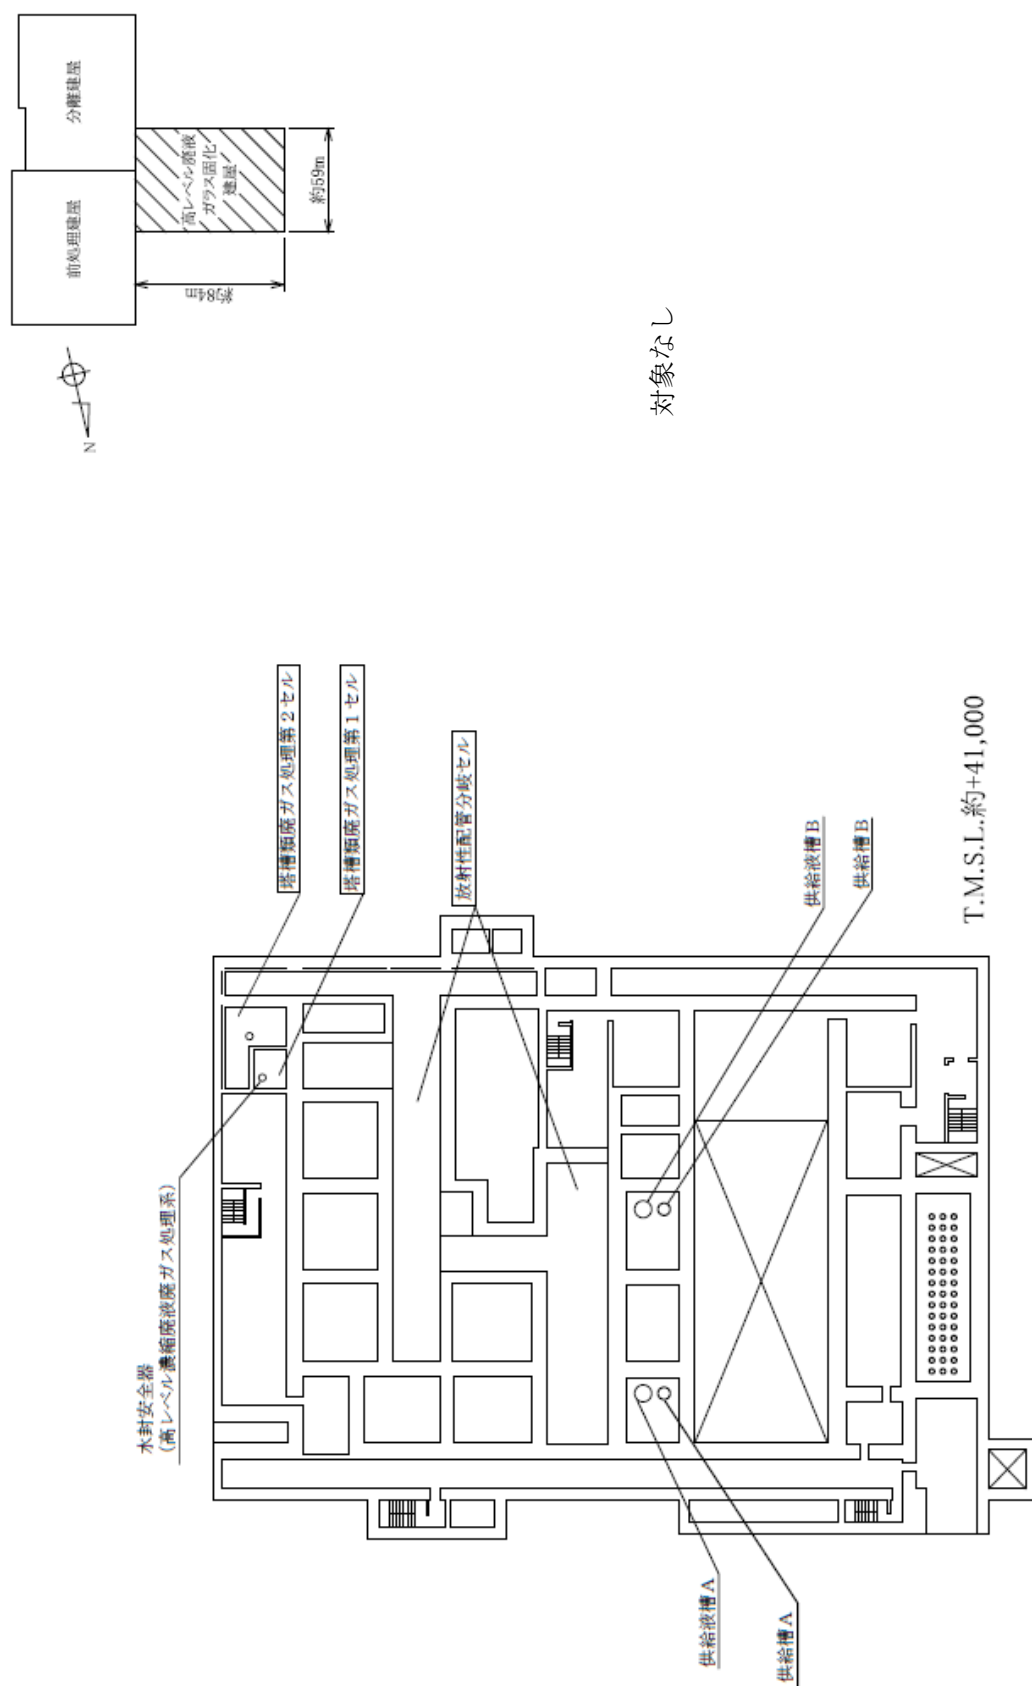 前処理建屋
分離建屋
高レベル廃液
ガラス固化
建屋
約84m
約59m
N
対象なし
水封安全器
(高レベル濃縮廃液廃ガス処理系)
塔槽類廃ガス処理第2セル
塔槽類廃ガス処理第1セル
放射性配管分岐セル
供給液槽B
供給槽B
供給液槽A
供給槽A
T.M.S.L.約+41,000